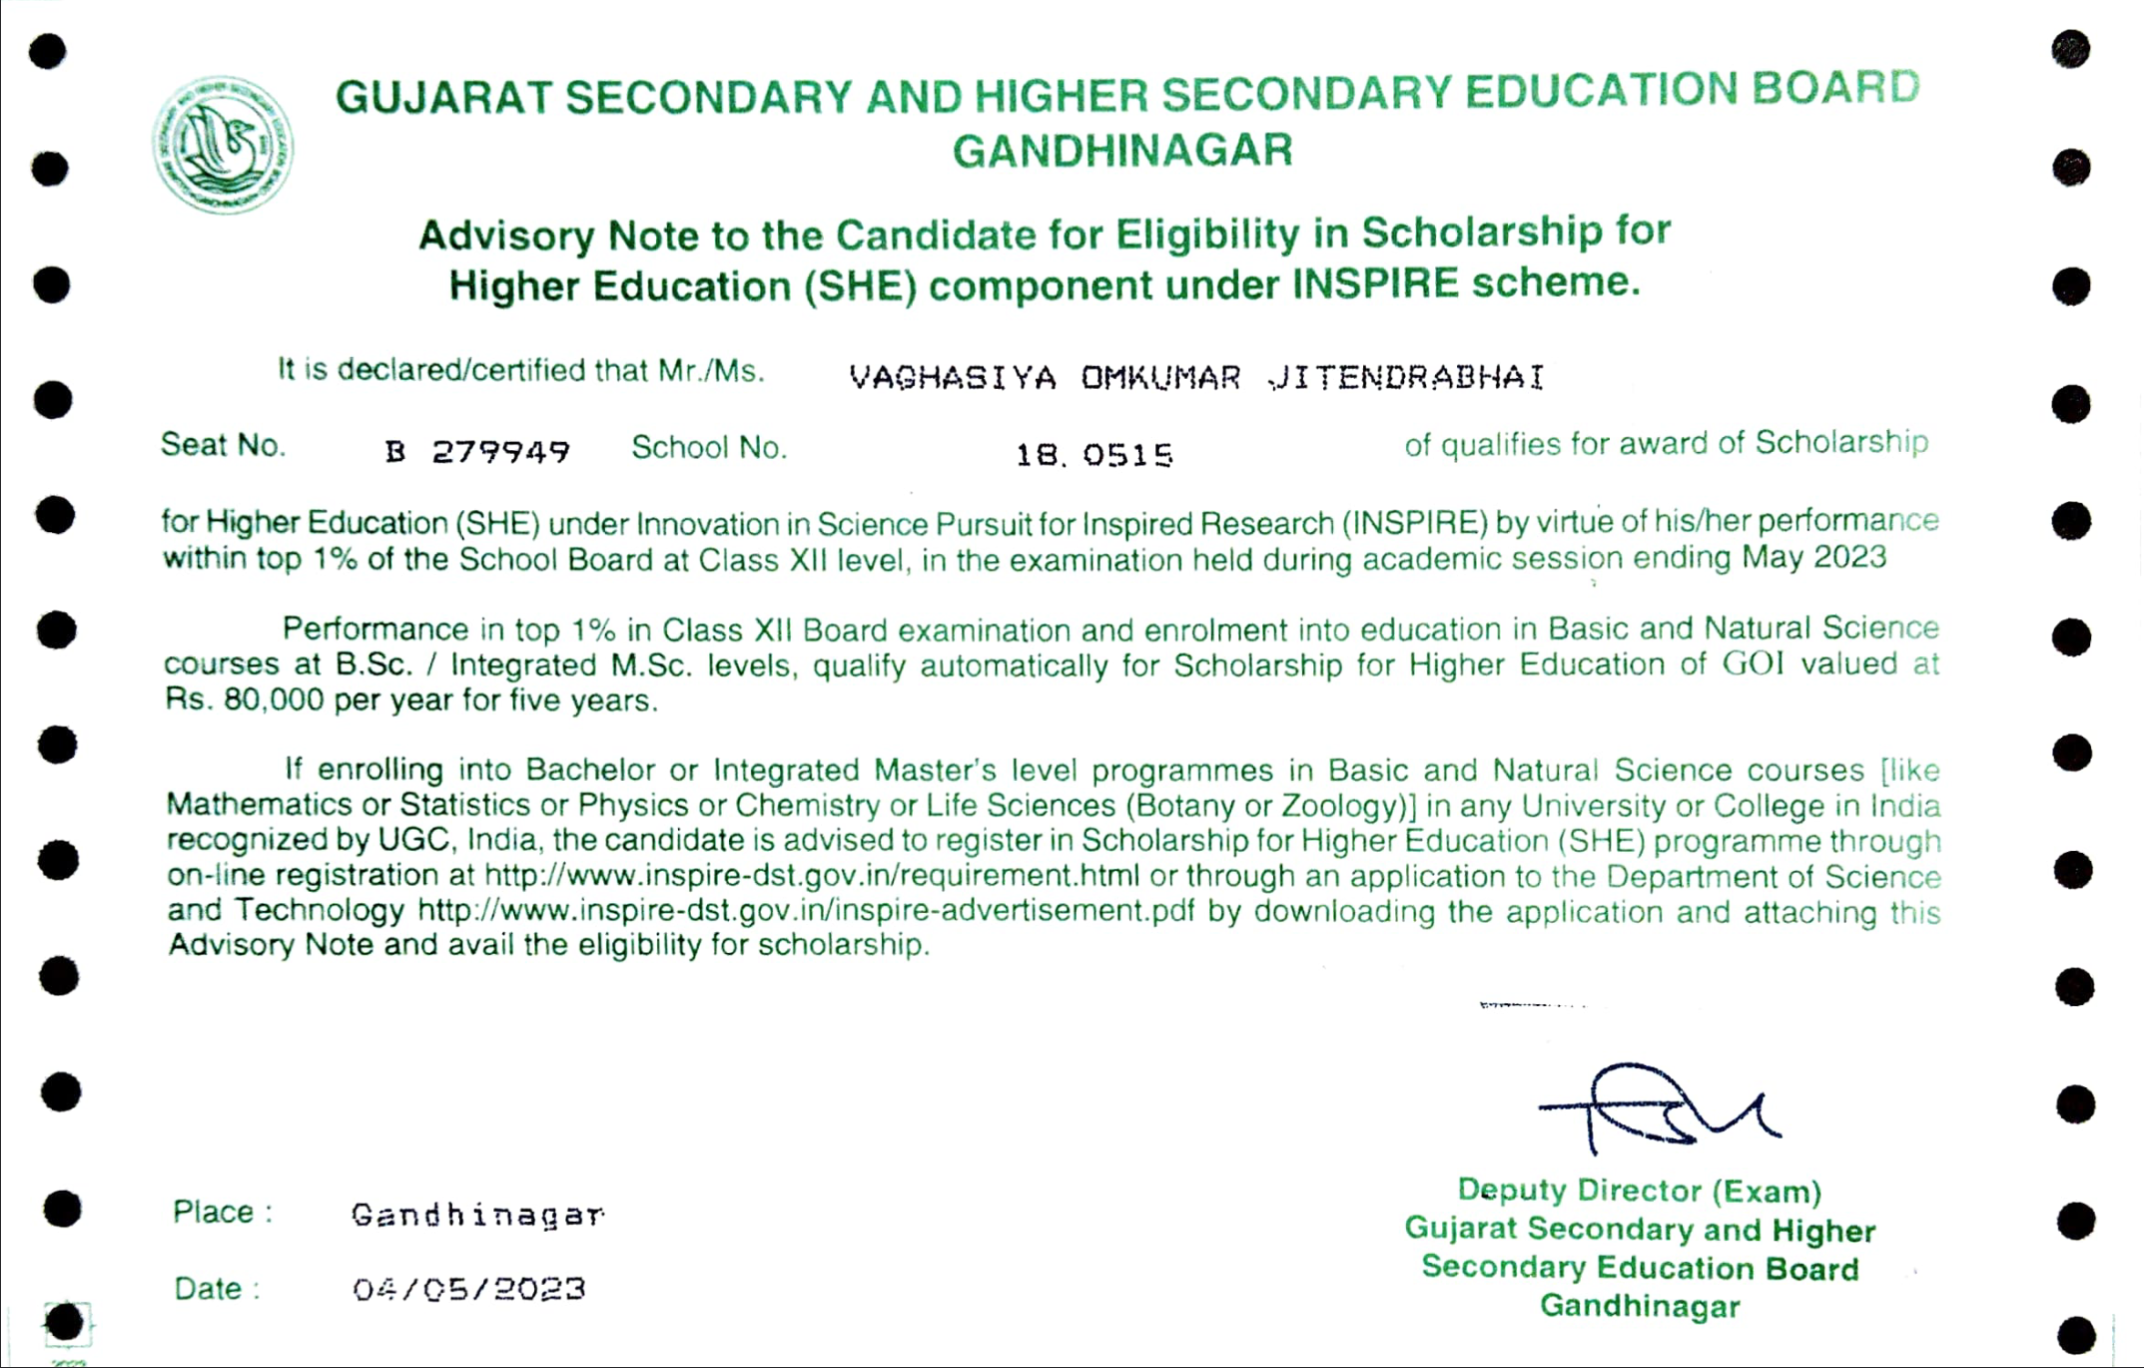 GUJARAT SECONDARY AND HIGHER SECONDARY EDUCATION BOARD
GANDHINAGAR
Advisory Note to the Candidate for Eligibility in Scholarship for
Higher Education (SHE) component under INSPIRE scheme.
It is declared/certified that Mr./Ms. VAGHASIYA OMKUMAR JITENDRABHAI
Seat No. B 279949 School No. 18. 0515 of qualifies for award of Scholarship
for Higher Education (SHE) under Innovation in Science Pursuit for Inspired Research (INSPIRE) by virtue of his/her performance
within top 1% of the School Board at Class XII level, in the examination held during academic session ending May 2023
Performance in top 1% in Class XII Board examination and enrolment into education in Basic and Natural Science
courses at B.Sc. / Integrated M.Sc. levels, qualify automatically for Scholarship for Higher Education of GOI valued at
Rs. 80,000 per year for five years.
If enrolling into Bachelor or Integrated Master's level programmes in Basic and Natural Science courses [like
Mathematics or Statistics or Physics or Chemistry or Life Sciences (Botany or Zoology)] in any University or College in India
recognized by UGC, India, the candidate is advised to register in Scholarship for Higher Education (SHE) programme through
on-line registration at http://www.inspire-dst.gov.in/requirement.html or through an application to the Department of Science
and Technology http://www.inspire-dst.gov.in/inspire-advertisement.pdf by downloading the application and attaching this
Advisory Note and avail the eligibility for scholarship.
Place : Gandhinagar
Date : 04/05/2023
Deputy Director (Exam)
Gujarat Secondary and Higher
Secondary Education Board
Gandhinagar